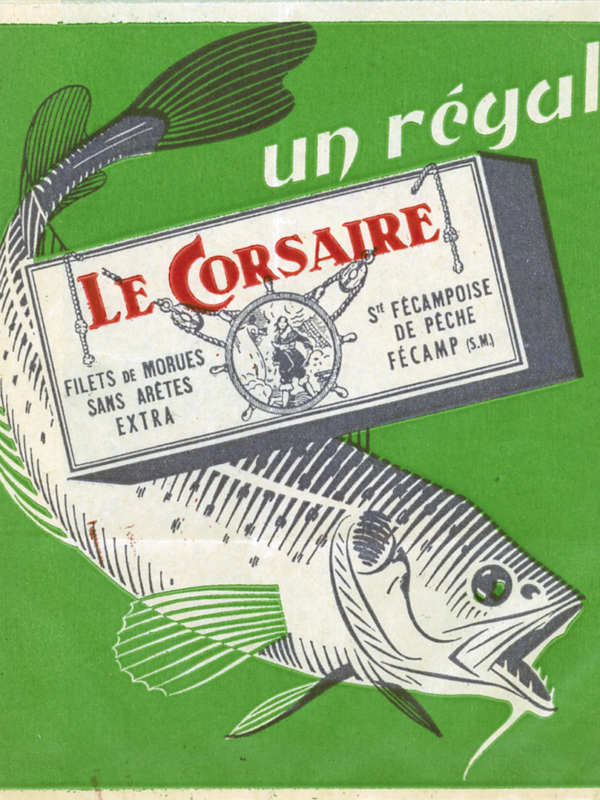 un régal
LE CORSAIRE
FILETS DE MORUES
SANS ARÊTES
EXTRA
Sté FÉCAMPOISE
DE PÊCHE
FÉCAMP (S.M.)